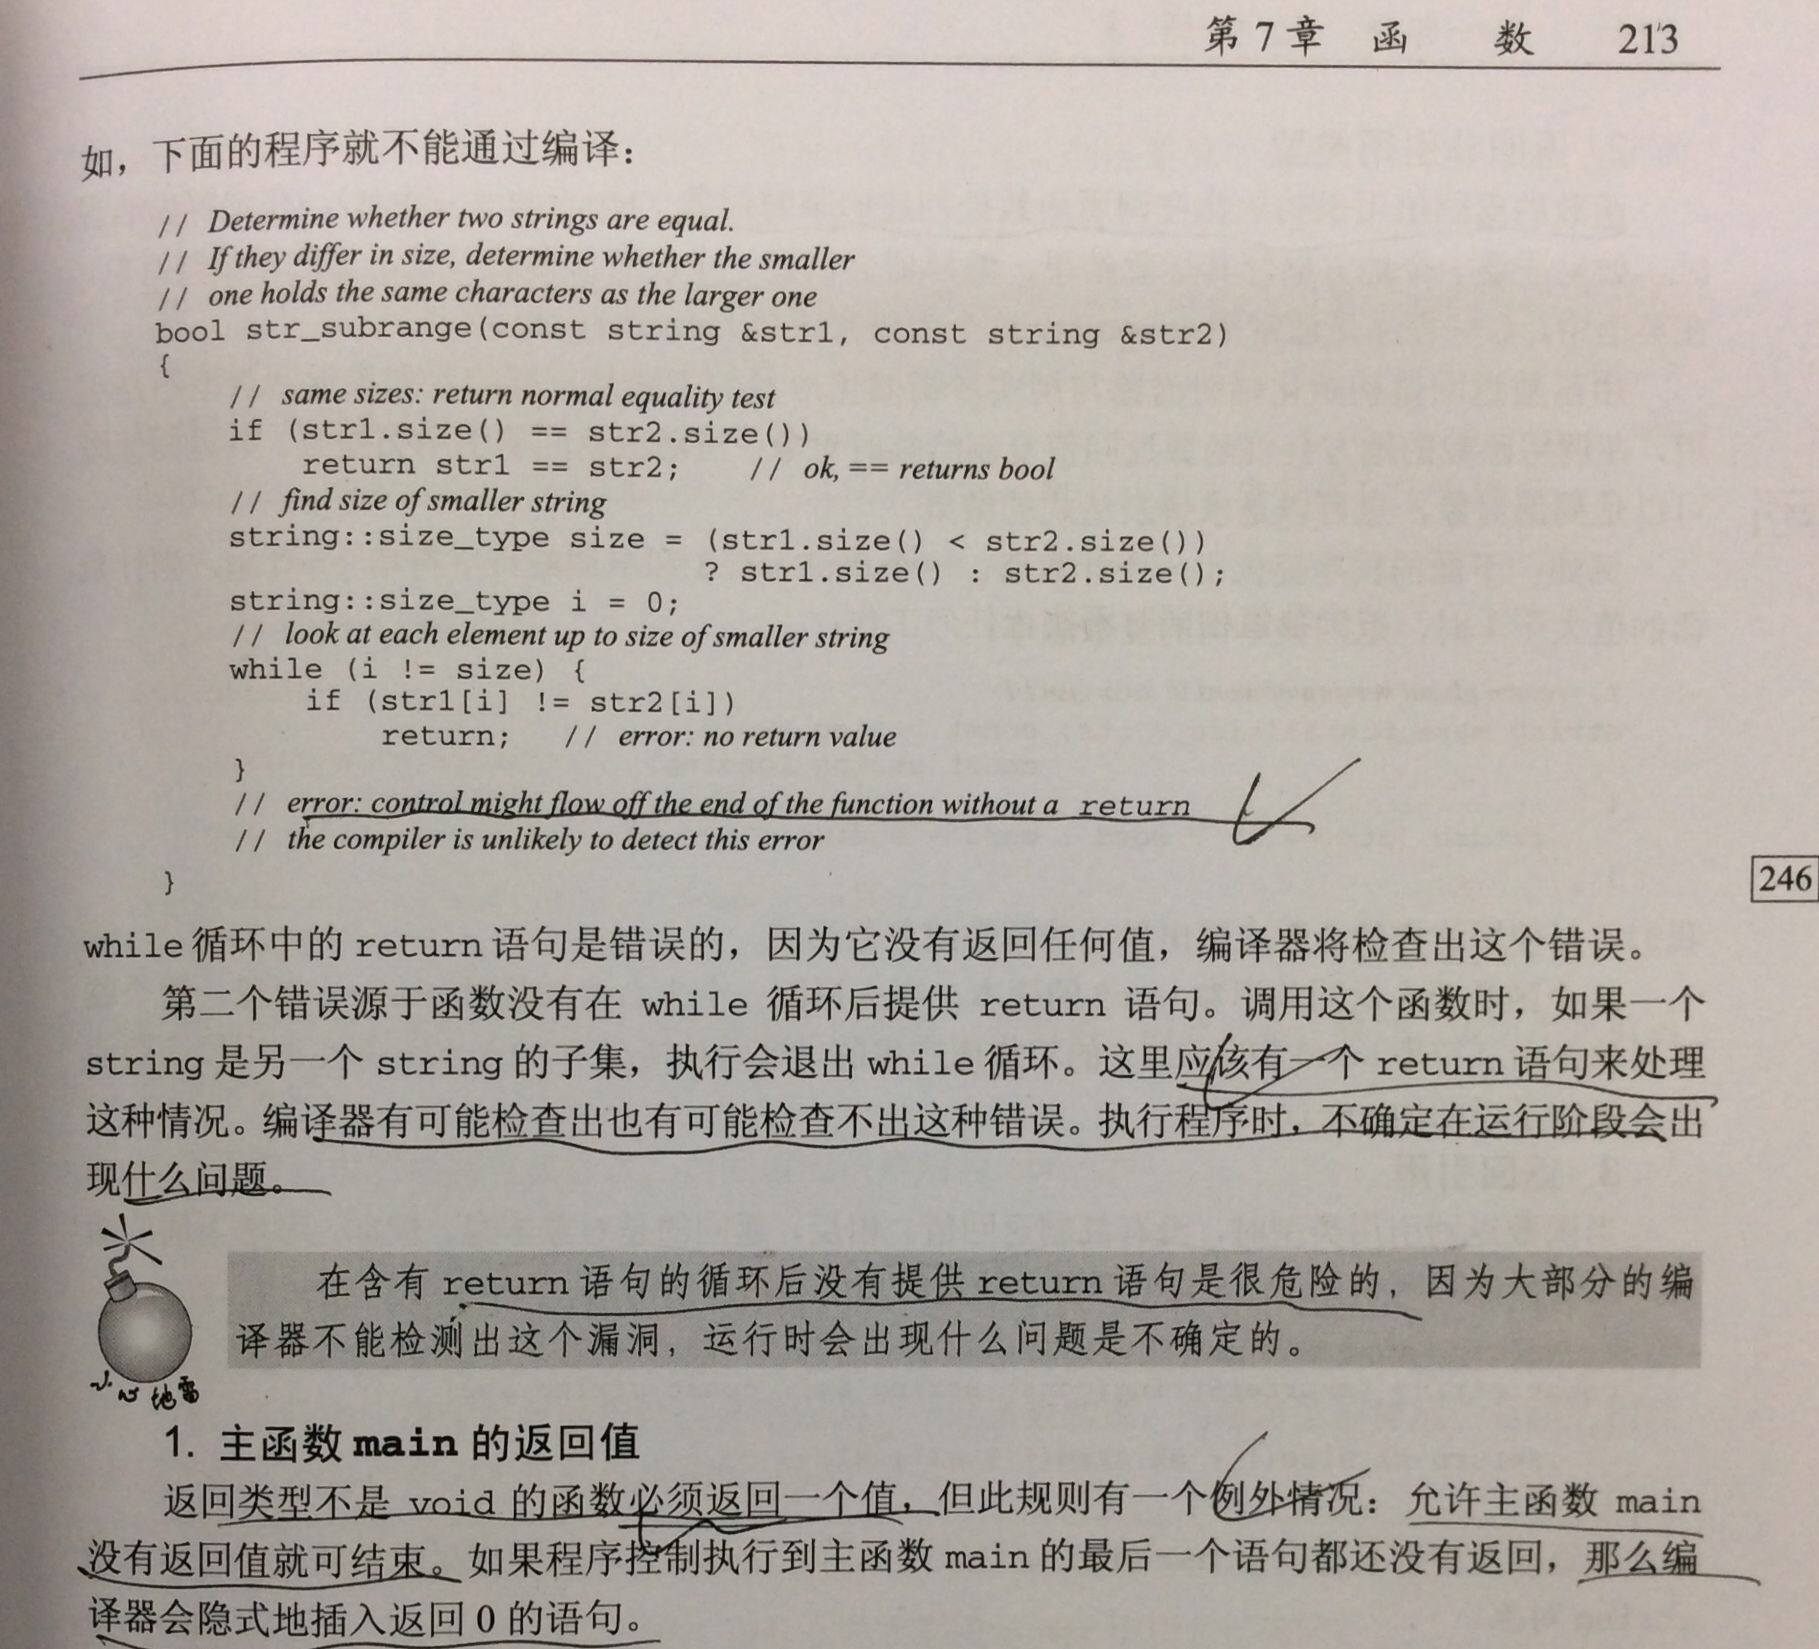 第7章 函 数 213
如，下面的程序就不能通过编译：
// Determine whether two strings are equal.
// If they differ in size, determine whether the smaller
// one holds the same characters as the larger one
bool str_subrange(const string &str1, const string &str2)
{
// same sizes: return normal equality test
if (str1.size() == str2.size())
return str1 == str2; // ok, == returns bool
// find size of smaller string
string::size_type size = (str1.size() < str2.size())
? str1.size() : str2.size();
string::size_type i = 0;
// look at each element up to size of smaller string
while (i != size) {
if (str1[i] != str2[i])
return; // error: no return value
}
// error: control might flow off the end of the function without a return
// the compiler is unlikely to detect this error
}
246
while循环中的 return 语句是错误的，因为它没有返回任何值，编译器将检查出这个错误。
第二个错误源于函数没有在 while 循环后提供 return 语句。调用这个函数时，如果一个
string 是另一个 string 的子集，执行会退出 while 循环。这里应该有一个 return 语句来处理
这种情况。编译器有可能检查出也有可能检查不出这种错误。执行程序时，不确定在运行阶段会出
现什么问题。
在含有 return 语句的循环后没有提供 return 语句是很危险的，因为大部分的编
译器不能检测出这个漏洞，运行时会出现什么问题是不确定的。
小心地雷
1. 主函数 main 的返回值
返回类型不是 void 的函数必须返回一个值，但此规则有一个例外情况：允许主函数 main
没有返回值就可结束。如果程序控制执行到主函数 main 的最后一个语句都还没有返回，那么编
译器会隐式地插入返回 0 的语句。